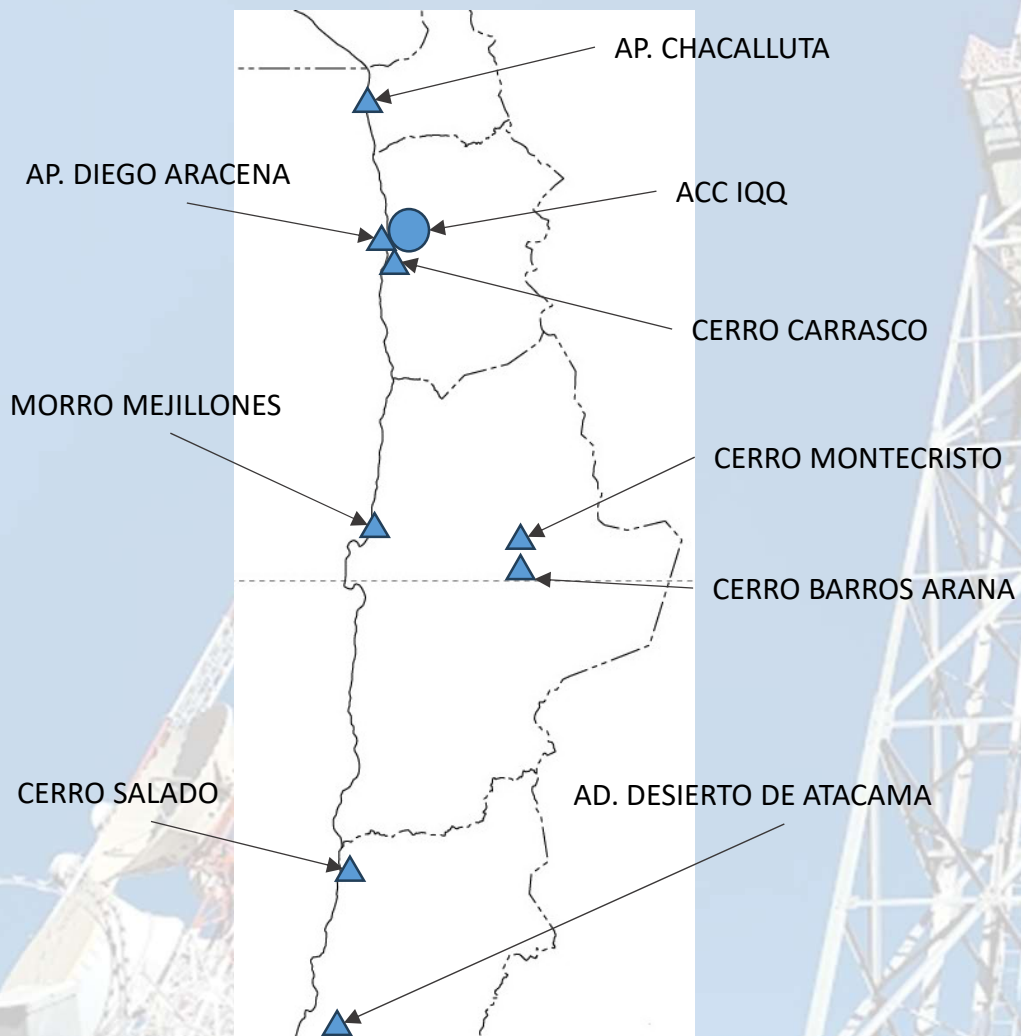 AP. CHACALLUTA
AP. DIEGO ARACENA
ACC IQQ
CERRO CARRASCO
MORRO MEJILLONES
CERRO MONTECRISTO
CERRO BARROS ARANA
CERRO SALADO
AD. DESIERTO DE ATACAMA